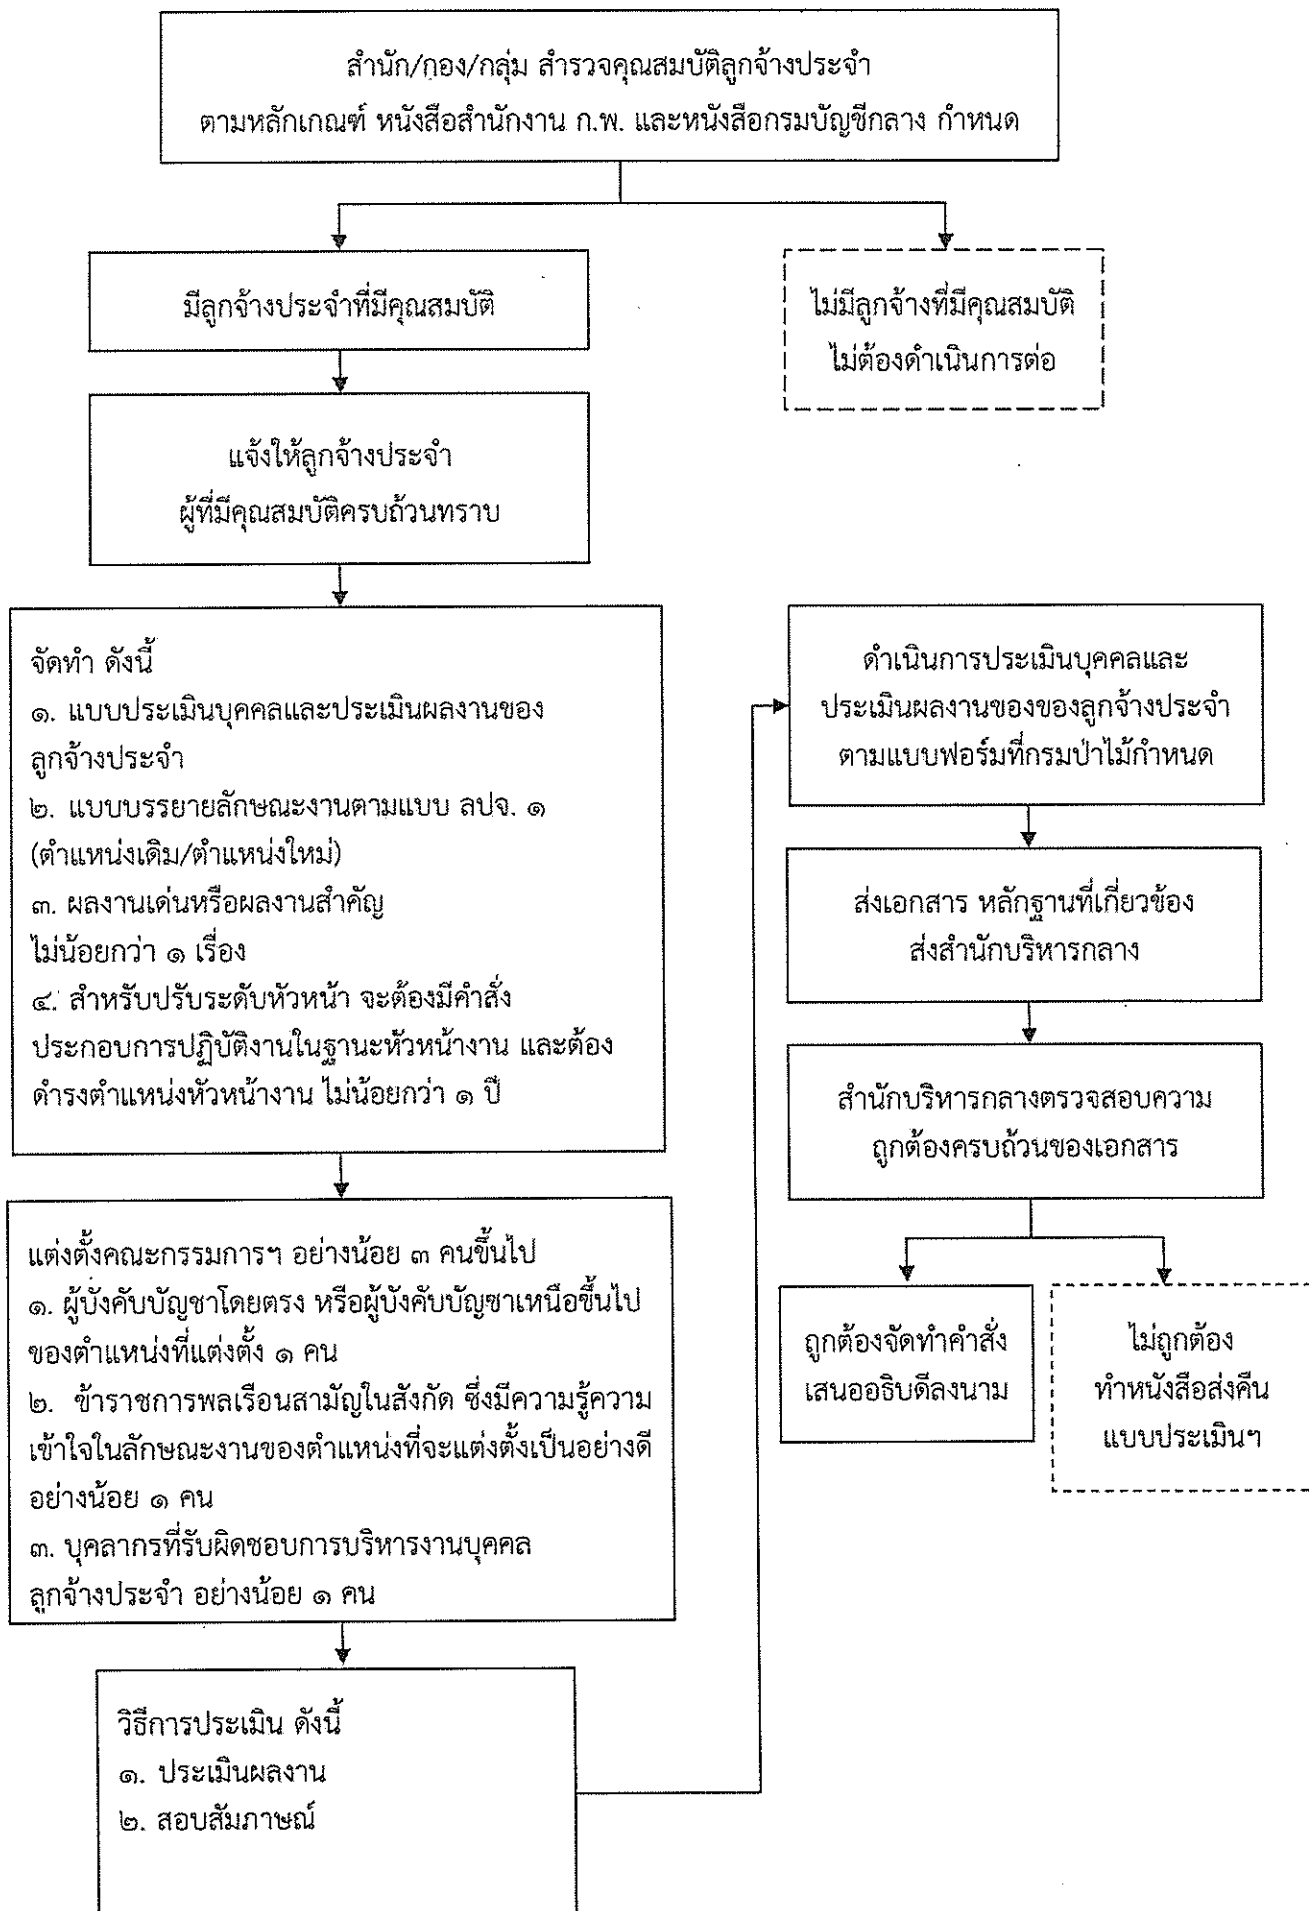 สำนัก/กอง/กลุ่ม สำรวจคุณสมบัติลูกจ้างประจำ
ตามหลักเกณฑ์ หนังสือสำนักงาน ก.พ. และหนังสือกรมบัญชีกลาง กำหนด
มีลูกจ้างประจำที่มีคุณสมบัติ
ไม่มีลูกจ้างที่มีคุณสมบัติ
ไม่ต้องดำเนินการต่อ
แจ้งให้ลูกจ้างประจำ
ผู้ที่มีคุณสมบัติครบถ้วนทราบ
จัดทำ ดังนี้
๑. แบบประเมินบุคคลและประเมินผลงานของ
ลูกจ้างประจำ
๒. แบบบรรยายลักษณะงานตามแบบ ลปจ. ๑
(ตำแหน่งเดิม/ตำแหน่งใหม่)
๓. ผลงานเด่นหรือผลงานสำคัญ
ไม่น้อยกว่า ๑ เรื่อง
๔. สำหรับปรับระดับหัวหน้า จะต้องมีคำสั่ง
ประกอบการปฏิบัติงานในฐานะหัวหน้างาน และต้อง
ดำรงตำแหน่งหัวหน้างาน ไม่น้อยกว่า ๑ ปี
แต่งตั้งคณะกรรมการฯ อย่างน้อย ๓ คนขึ้นไป
๑. ผู้บังคับบัญชาโดยตรง หรือผู้บังคับบัญชาเหนือขึ้นไป
ของตำแหน่งที่แต่งตั้ง ๑ คน
๒. ข้าราชการพลเรือนสามัญในสังกัด ซึ่งมีความรู้ความ
เข้าใจในลักษณะงานของตำแหน่งที่จะแต่งตั้งเป็นอย่างดี
อย่างน้อย ๑ คน
๓. บุคลากรที่รับผิดชอบการบริหารงานบุคคล
ลูกจ้างประจำ อย่างน้อย ๑ คน
วิธีการประเมิน ดังนี้
๑. ประเมินผลงาน
๒. สอบสัมภาษณ์
ดำเนินการประเมินบุคคลและ
ประเมินผลงานของของลูกจ้างประจำ
ตามแบบฟอร์มที่กรมป่าไม้กำหนด
ส่งเอกสาร หลักฐานที่เกี่ยวข้อง
ส่งสำนักบริหารกลาง
สำนักบริหารกลางตรวจสอบความ
ถูกต้องครบถ้วนของเอกสาร
ถูกต้องจัดทำคำสั่ง
เสนออธิบดีลงนาม
ไม่ถูกต้อง
ทำหนังสือส่งคืน
แบบประเมินฯ